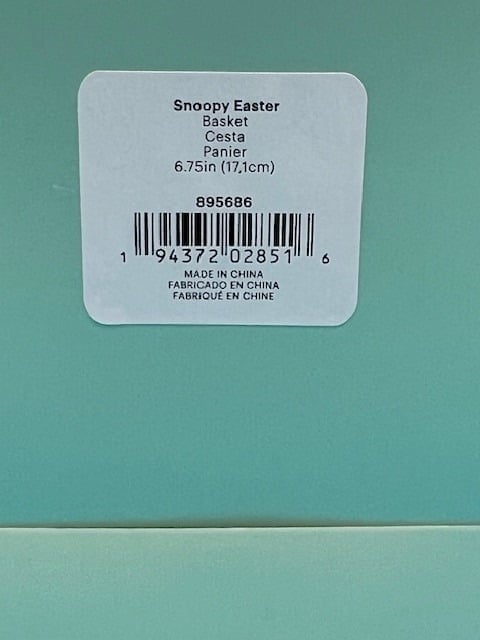 Snoopy Easter
Basket
Cesta
Panier
6.75in (17,1cm)
895686
1 94372 02851 6
MADE IN CHINA
FABRICADO EN CHINA
FABRIQUÉ EN CHINE